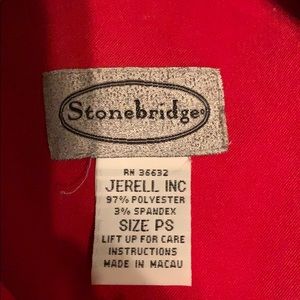 Stonebridge®
RN 36632
JERELL INC
97% POLYESTER
3% SPANDEX
SIZE PS
LIFT UP FOR CARE
INSTRUCTIONS
MADE IN MACAU